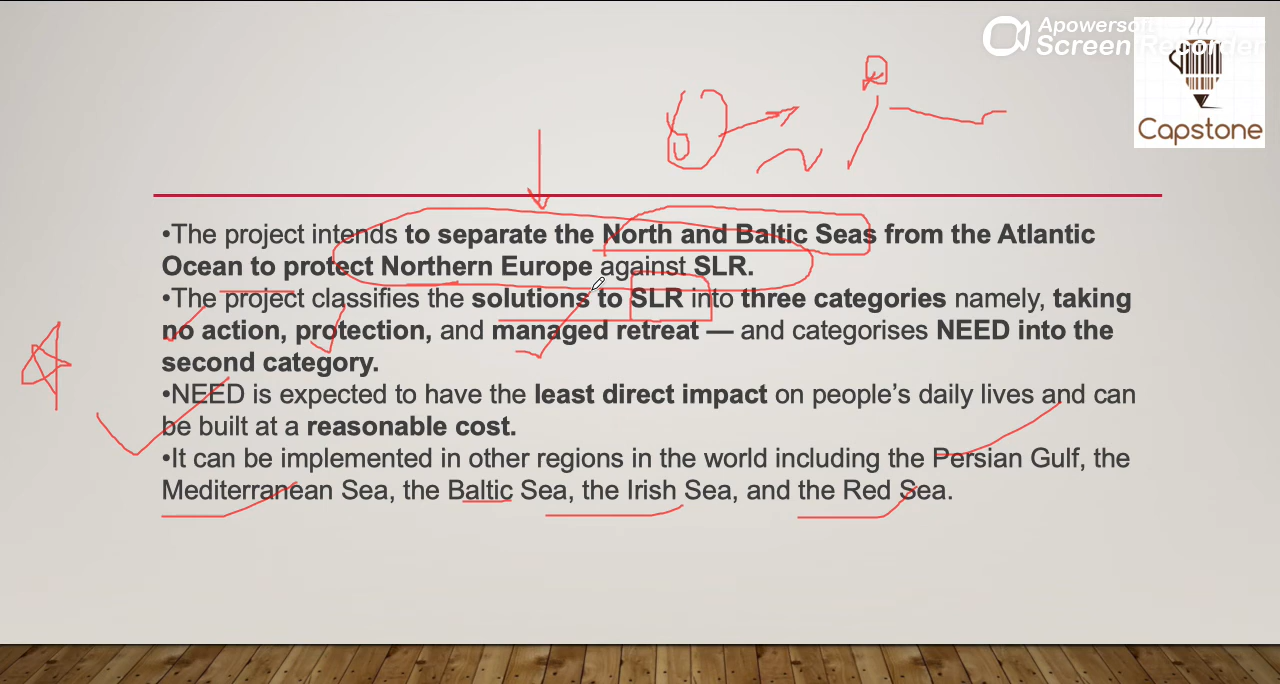 Apowersoft
Screen Recorder
Capstone
•The project intends to separate the North and Baltic Seas from the Atlantic
Ocean to protect Northern Europe against SLR.
•The project classifies the solutions to SLR into three categories namely, taking
no action, protection, and managed retreat — and categorises NEED into the
second category.
•NEED is expected to have the least direct impact on people’s daily lives and can
be built at a reasonable cost.
•It can be implemented in other regions in the world including the Persian Gulf, the
Mediterranean Sea, the Baltic Sea, the Irish Sea, and the Red Sea.